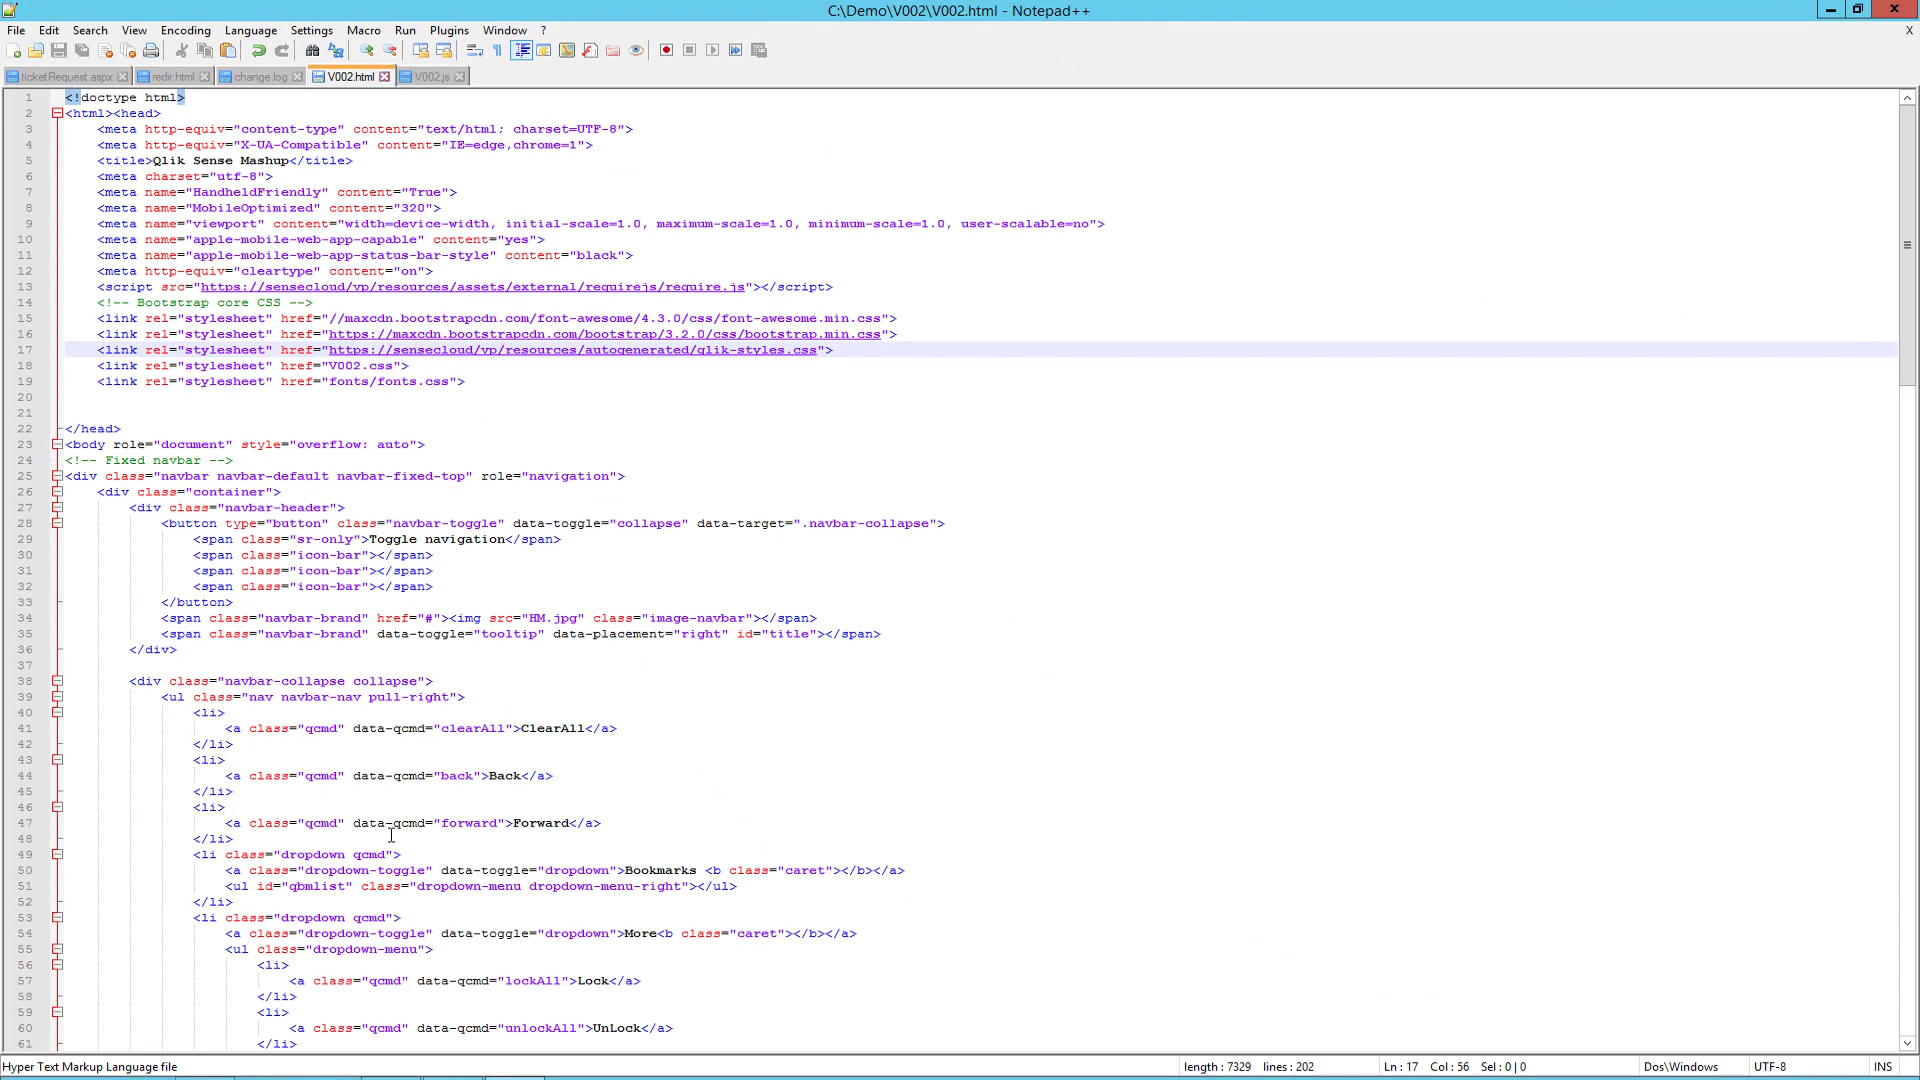 C:\Demo\V002\V002.html - Notepad++
File Edit Search View Encoding Language Settings Macro Run Plugins Window ? X
ticketRequest.aspx redir.html change.log V002.html V002.js
1 <!doctype html>
2 <html><head>
3 <meta http-equiv="content-type" content="text/html; charset=UTF-8">
4 <meta http-equiv="X-UA-Compatible" content="IE=edge,chrome=1">
5 <title>Qlik Sense Mashup</title>
6 <meta charset="utf-8">
7 <meta name="HandheldFriendly" content="True">
8 <meta name="MobileOptimized" content="320">
9 <meta name="viewport" content="width=device-width, initial-scale=1.0, maximum-scale=1.0, minimum-scale=1.0, user-scalable=no">
10 <meta name="apple-mobile-web-app-capable" content="yes">
11 <meta name="apple-mobile-web-app-status-bar-style" content="black">
12 <meta http-equiv="cleartype" content="on">
13 <script src="https://sensecloud/vp/resources/assets/external/requirejs/require.js"></script>
14 <!-- Bootstrap core CSS -->
15 <link rel="stylesheet" href="//maxcdn.bootstrapcdn.com/font-awesome/4.3.0/css/font-awesome.min.css">
16 <link rel="stylesheet" href="https://maxcdn.bootstrapcdn.com/bootstrap/3.2.0/css/bootstrap.min.css">
17 <link rel="stylesheet" href="https://sensecloud/vp/resources/autogenerated/qlik-styles.css">
18 <link rel="stylesheet" href="V002.css">
19 <link rel="stylesheet" href="fonts/fonts.css">
20
21
22 </head>
23 <body role="document" style="overflow: auto">
24 <!-- Fixed navbar -->
25 <div class="navbar navbar-default navbar-fixed-top" role="navigation">
26 <div class="container">
27 <div class="navbar-header">
28 <button type="button" class="navbar-toggle" data-toggle="collapse" data-target=".navbar-collapse">
29 <span class="sr-only">Toggle navigation</span>
30 <span class="icon-bar"></span>
31 <span class="icon-bar"></span>
32 <span class="icon-bar"></span>
33 </button>
34 <span class="navbar-brand" href="#"><img src="HM.jpg" class="image-navbar"></span>
35 <span class="navbar-brand" data-toggle="tooltip" data-placement="right" id="title"></span>
36 </div>
37
38 <div class="navbar-collapse collapse">
39 <ul class="nav navbar-nav pull-right">
40 <li>
41 <a class="qcmd" data-qcmd="clearAll">ClearAll</a>
42 </li>
43 <li>
44 <a class="qcmd" data-qcmd="back">Back</a>
45 </li>
46 <li>
47 <a class="qcmd" data-qcmd="forward">Forward</a>
48 </li>
49 <li class="dropdown qcmd">
50 <a class="dropdown-toggle" data-toggle="dropdown">Bookmarks <b class="caret"></b></a>
51 <ul id="qbmlist" class="dropdown-menu dropdown-menu-right"></ul>
52 </li>
53 <li class="dropdown qcmd">
54 <a class="dropdown-toggle" data-toggle="dropdown">More<b class="caret"></b></a>
55 <ul class="dropdown-menu">
56 <li>
57 <a class="qcmd" data-qcmd="lockAll">Lock</a>
58 </li>
59 <li>
60 <a class="qcmd" data-qcmd="unlockAll">UnLock</a>
61 </li>
Hyper Text Markup Language file length : 7329 lines : 202 Ln : 17 Col : 56 Sel : 0 | 0 Dos\Windows UTF-8 INS